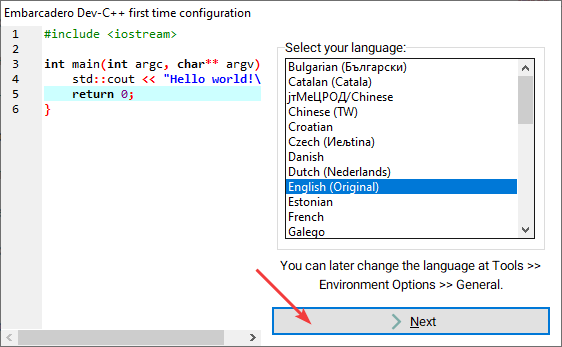 Embarcadero Dev-C++ first time configuration
1 #include <iostream>
2
3 int main(int argc, char** argv)
4 std::cout << "Hello world!\
5 return 0;
6 }
Select your language:
Bulgarian (Български)
Catalan (Catala)
јтМеЦРОД/Chinese
Chinese (TW)
Croatian
Czech (Иељtina)
Danish
Dutch (Nederlands)
English (Original)
Estonian
French
Galego
You can later change the language at Tools >>
Environment Options >> General.
Next